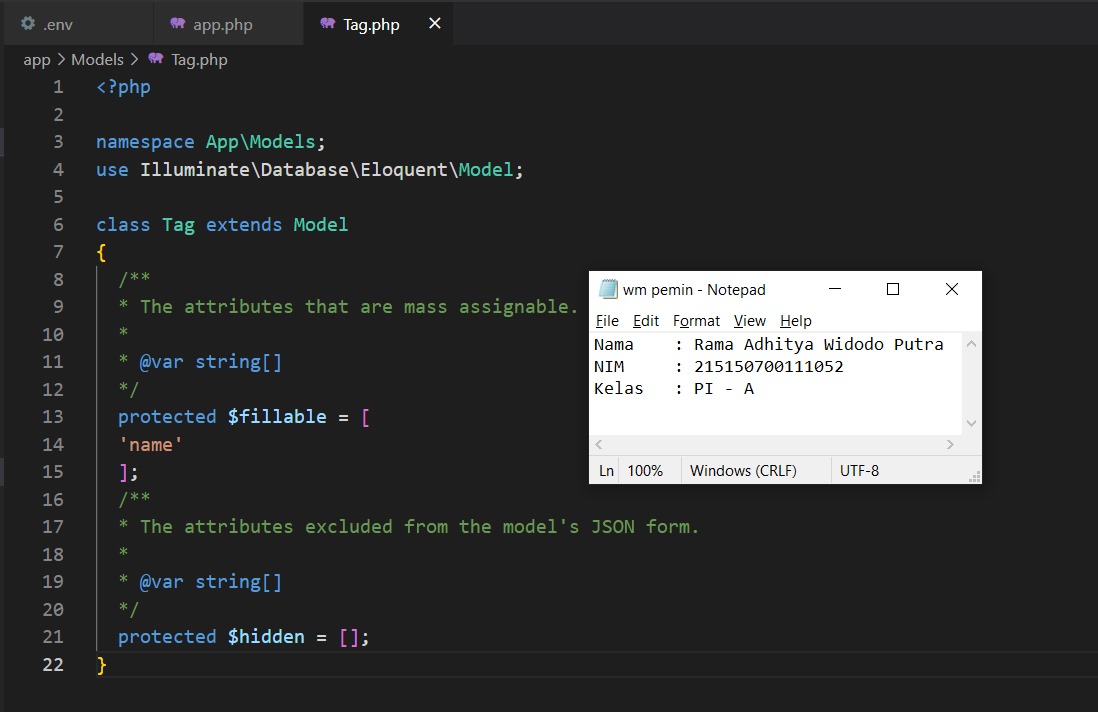 .env app.php Tag.php
app > Models > Tag.php
1 <?php
2
3 namespace App\Models;
4 use Illuminate\Database\Eloquent\Model;
5
6 class Tag extends Model
7 {
8 /**
9 * The attributes that are mass assignable.
10 *
11 * @var string[]
12 */
13 protected $fillable = [
14 'name'
15 ];
16 /**
17 * The attributes excluded from the model's JSON form.
18 *
19 * @var string[]
20 */
21 protected $hidden = [];
22 }
wm pemin - Notepad
File Edit Format View Help
Nama : Rama Adhitya Widodo Putra
NIM : 215150700111052
Kelas : PI - A
Ln 100% Windows (CRLF) UTF-8